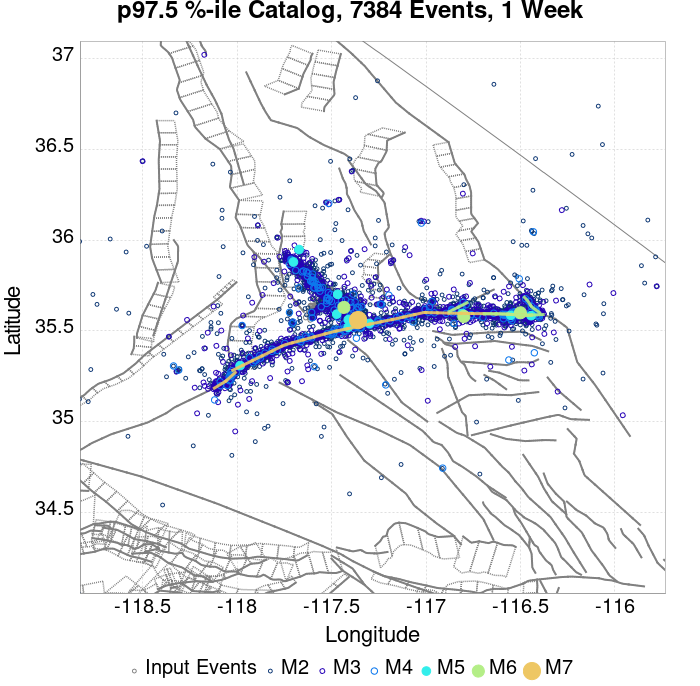 p97.5 %-ile Catalog, 7384 Events, 1 Week
37
36.5
36
35.5
35
34.5
Latitude
-118.5 -118 -117.5 -117 -116.5 -116
Longitude
Input Events M2 M3 M4 M5 M6 M7